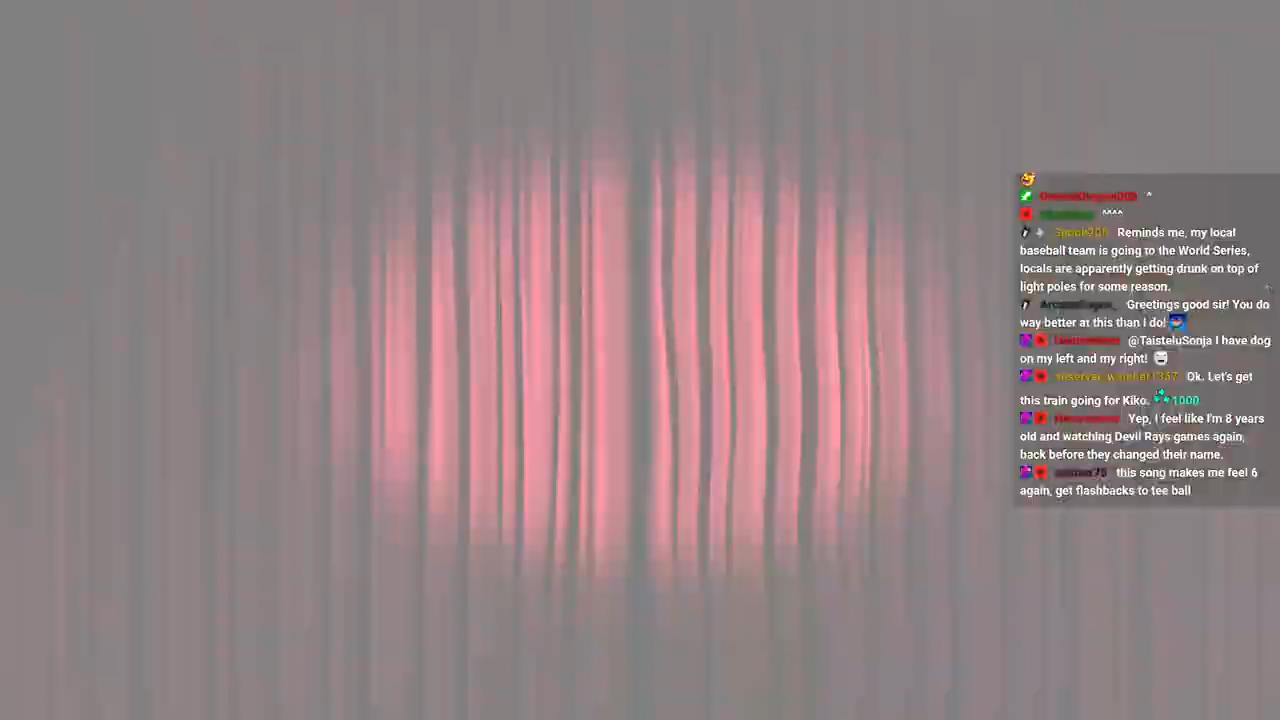 ^
^^^^
Reminds me, my local
baseball team is going to the World Series,
locals are apparently getting drunk on top of
light poles for some reason.
Greetings good sir! You do
way better at this than I do!
@TaisteluSonja I have dog
on my left and my right!
Ok. Let's get
this train going for Kiko. 1000
Yep, I feel like I'm 8 years
old and watching Devil Rays games again,
back before they changed their name.
this song makes me feel 6
again, get flashbacks to tee ball